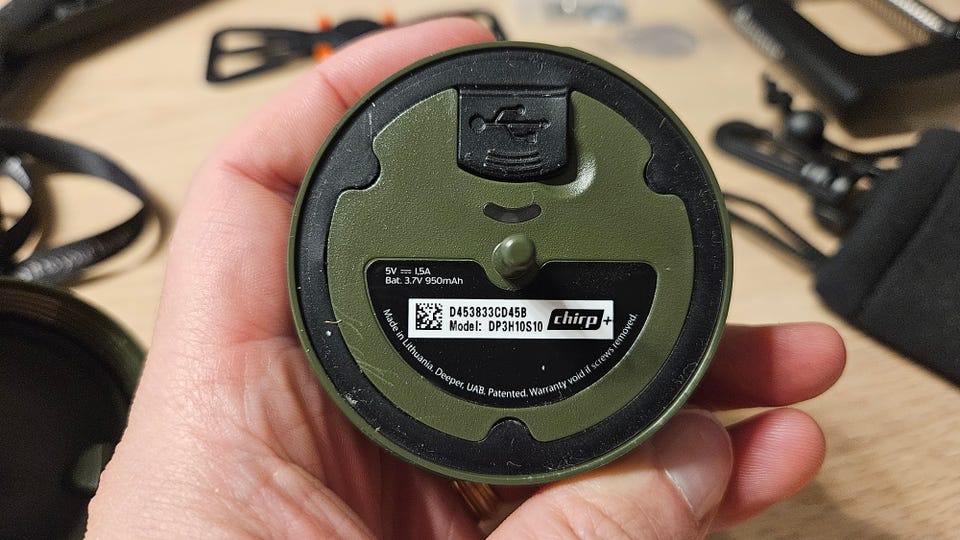 5V ⎓ 1,5A
Bat. 3.7V 950mAh
D453833CD45B
Model: DP3H10S10
chirp+
Made in Lithuania. Deeper, UAB. Patented. Warranty void if screws removed.